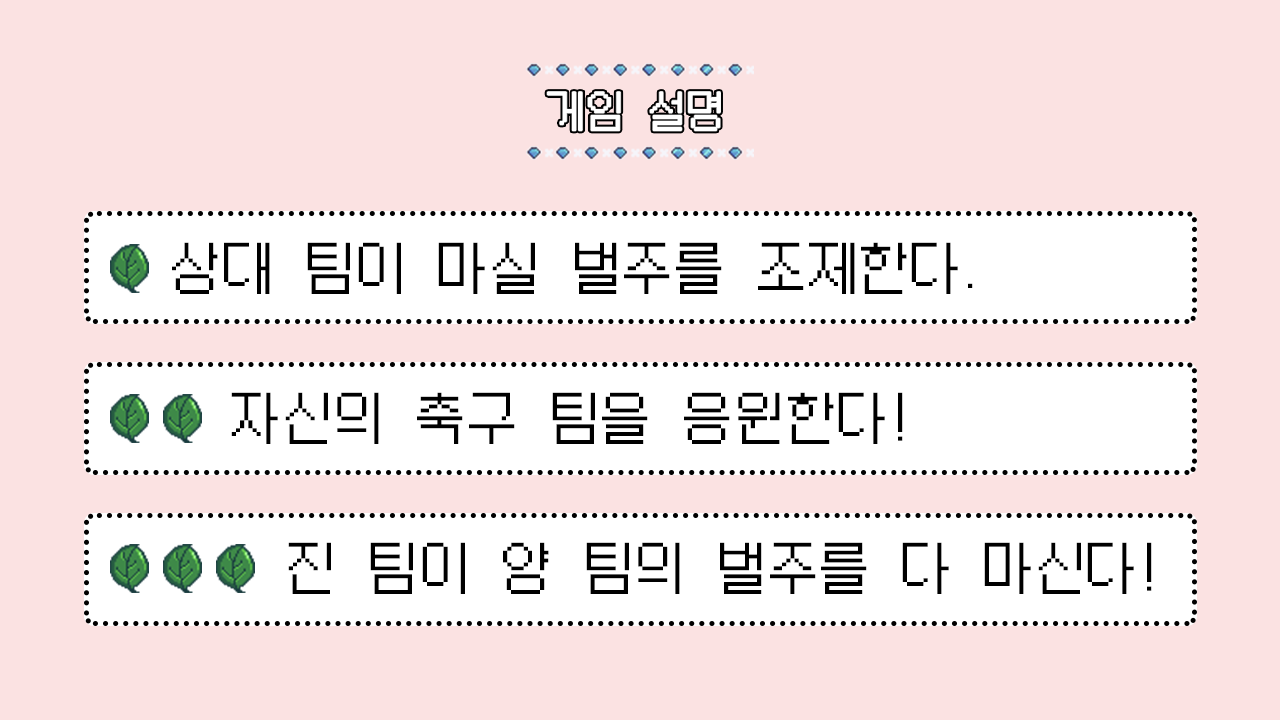 게임 설명
상대 팀이 마실 벌주를 조제한다.
자신의 축구 팀을 응원한다!
진 팀이 양 팀의 벌주를 다 마신다!